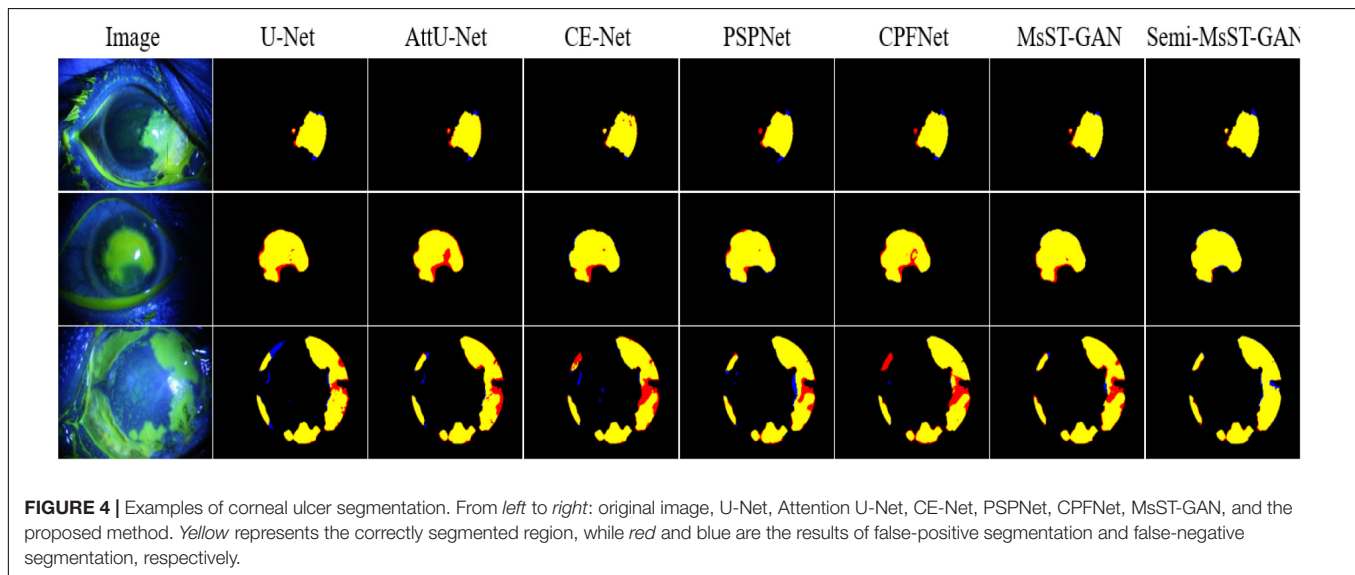 Image U-Net AttU-Net CE-Net PSPNet CPFNet MsST-GAN Semi-MsST-GAN
FIGURE 4 | Examples of corneal ulcer segmentation. From left to right: original image, U-Net, Attention U-Net, CE-Net, PSPNet, CPFNet, MsST-GAN, and the
proposed method. Yellow represents the correctly segmented region, while red and blue are the results of false-positive segmentation and false-negative
segmentation, respectively.